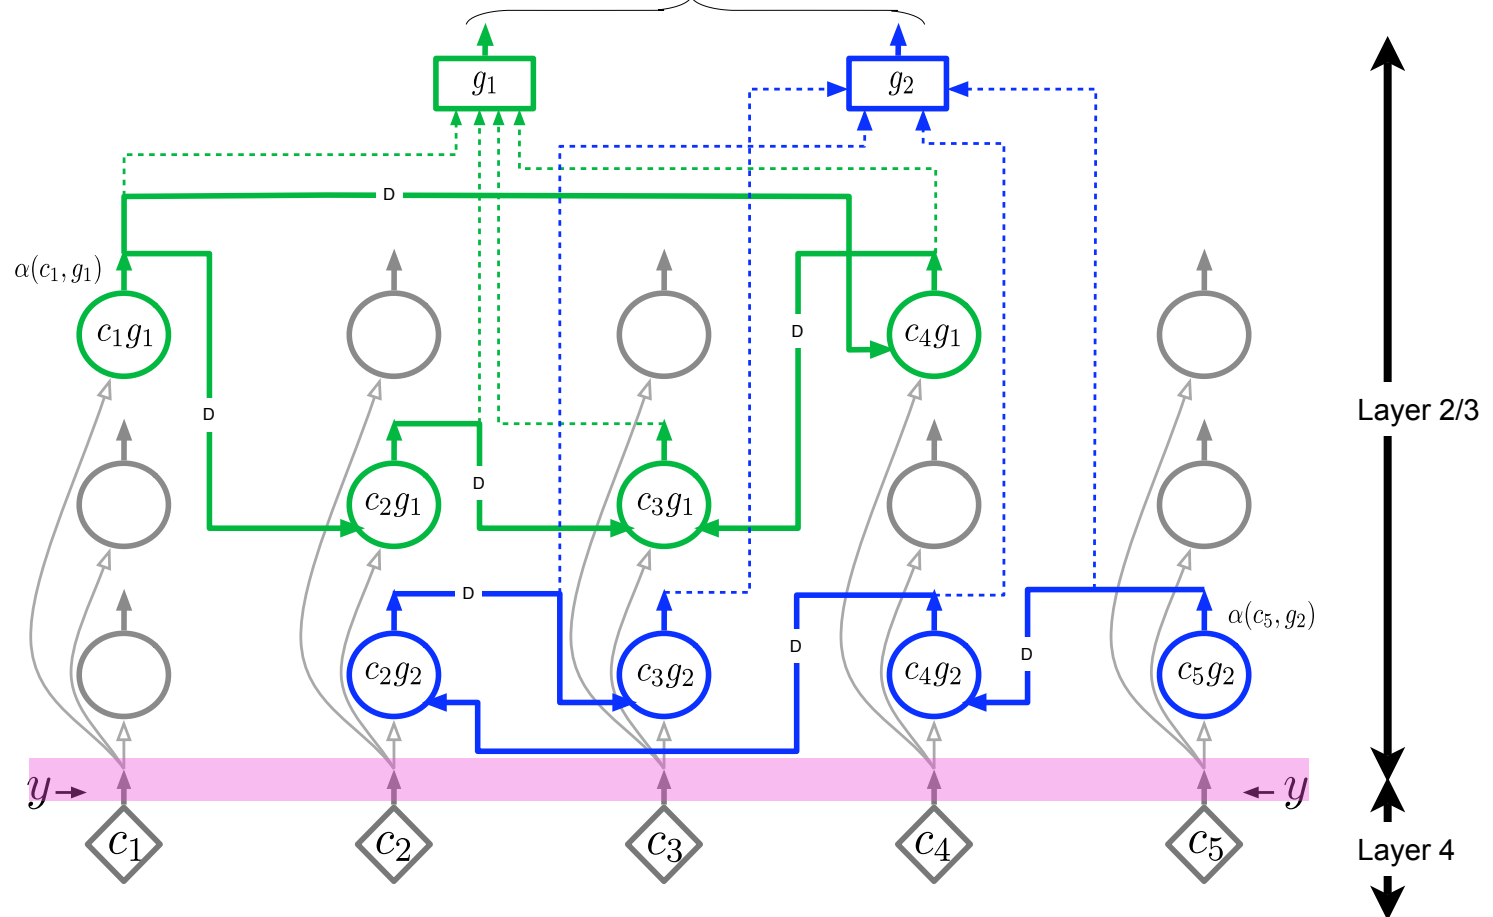 g₁ g₂
D
α(c₁, g₁)
c₁g₁ D c₄g₁
D Layer 2/3
c₂g₁ D c₃g₁
D
α(c₅, g₂)
D D
c₂g₂ c₃g₂ c₄g₂ c₅g₂
y y
c₁ c₂ c₃ c₄ c₅ Layer 4